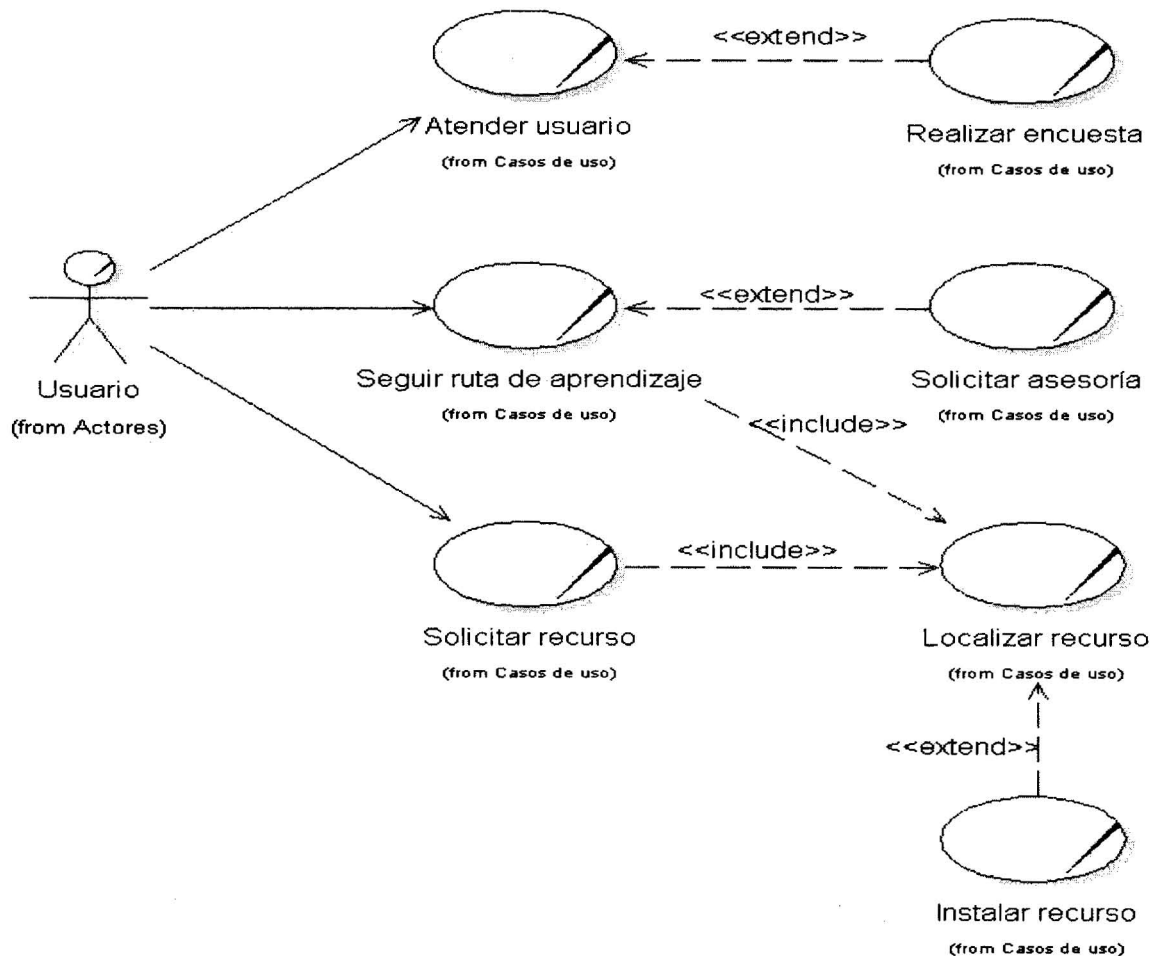 <<extend>>
Atender usuario
(from Casos de uso)
Realizar encuesta
(from Casos de uso)
<<extend>>
Usuario
(from Actores)
Seguir ruta de aprendizaje
(from Casos de uso)
Solicitar asesoría
(from Casos de uso)
<<include>>
<<include>>
Solicitar recurso
(from Casos de uso)
Localizar recurso
(from Casos de uso)
<<extend>>
Instalar recurso
(from Casos de uso)